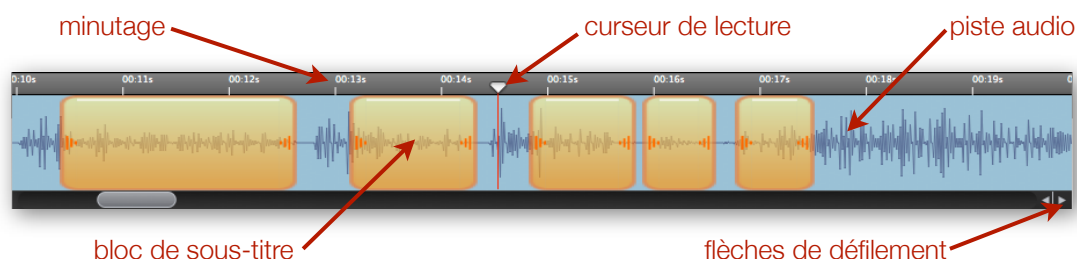 minutage
curseur de lecture
piste audio
0:10s 00:11s 00:12s 00:13s 00:14s 00:15s 00:16s 00:17s 00:18s 00:19s
bloc de sous-titre
flèches de défilement